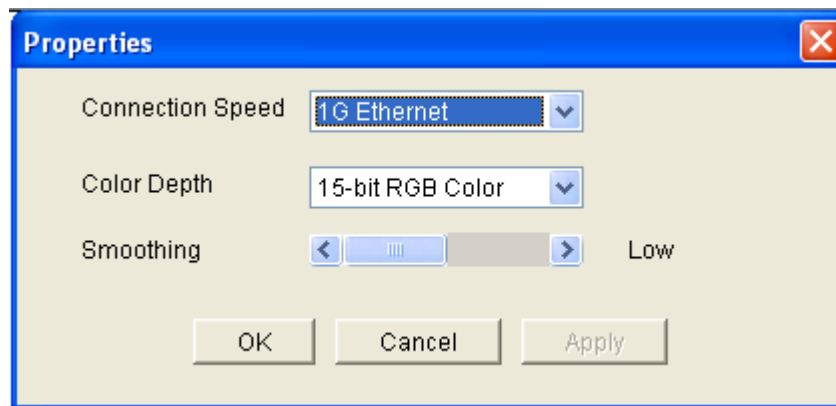 Properties
Connection Speed 1G Ethernet
Color Depth 15-bit RGB Color
Smoothing Low
OK Cancel Apply